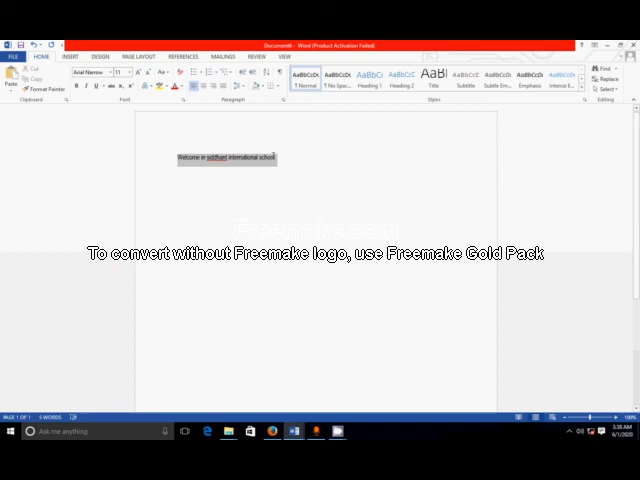 Document6 - Word (Product Activation Failed)
FILE HOME INSERT DESIGN PAGE LAYOUT REFERENCES MAILINGS REVIEW VIEW
Cut
Copy
Format Painter
Paste
Arial Narrow 11
AaBbCcDc AaBbCcDc AaBbCc AaBbCcC AaBb AaBbCcC AaBbCcDc AaBbCcDc AaBbCcDc
¶ Normal ¶ No Spac... Heading 1 Heading 2 Title Subtitle Subtle Em... Emphasis Intense E...
Find
Replace
Select
Clipboard Font Paragraph Styles Editing
Welcome in siddhant international school
Freemake.com
To convert without Freemake logo, use Freemake Gold Pack
PAGE 1 OF 1 5 WORDS 100%
Ask me anything
3:38 AM
6/1/2020